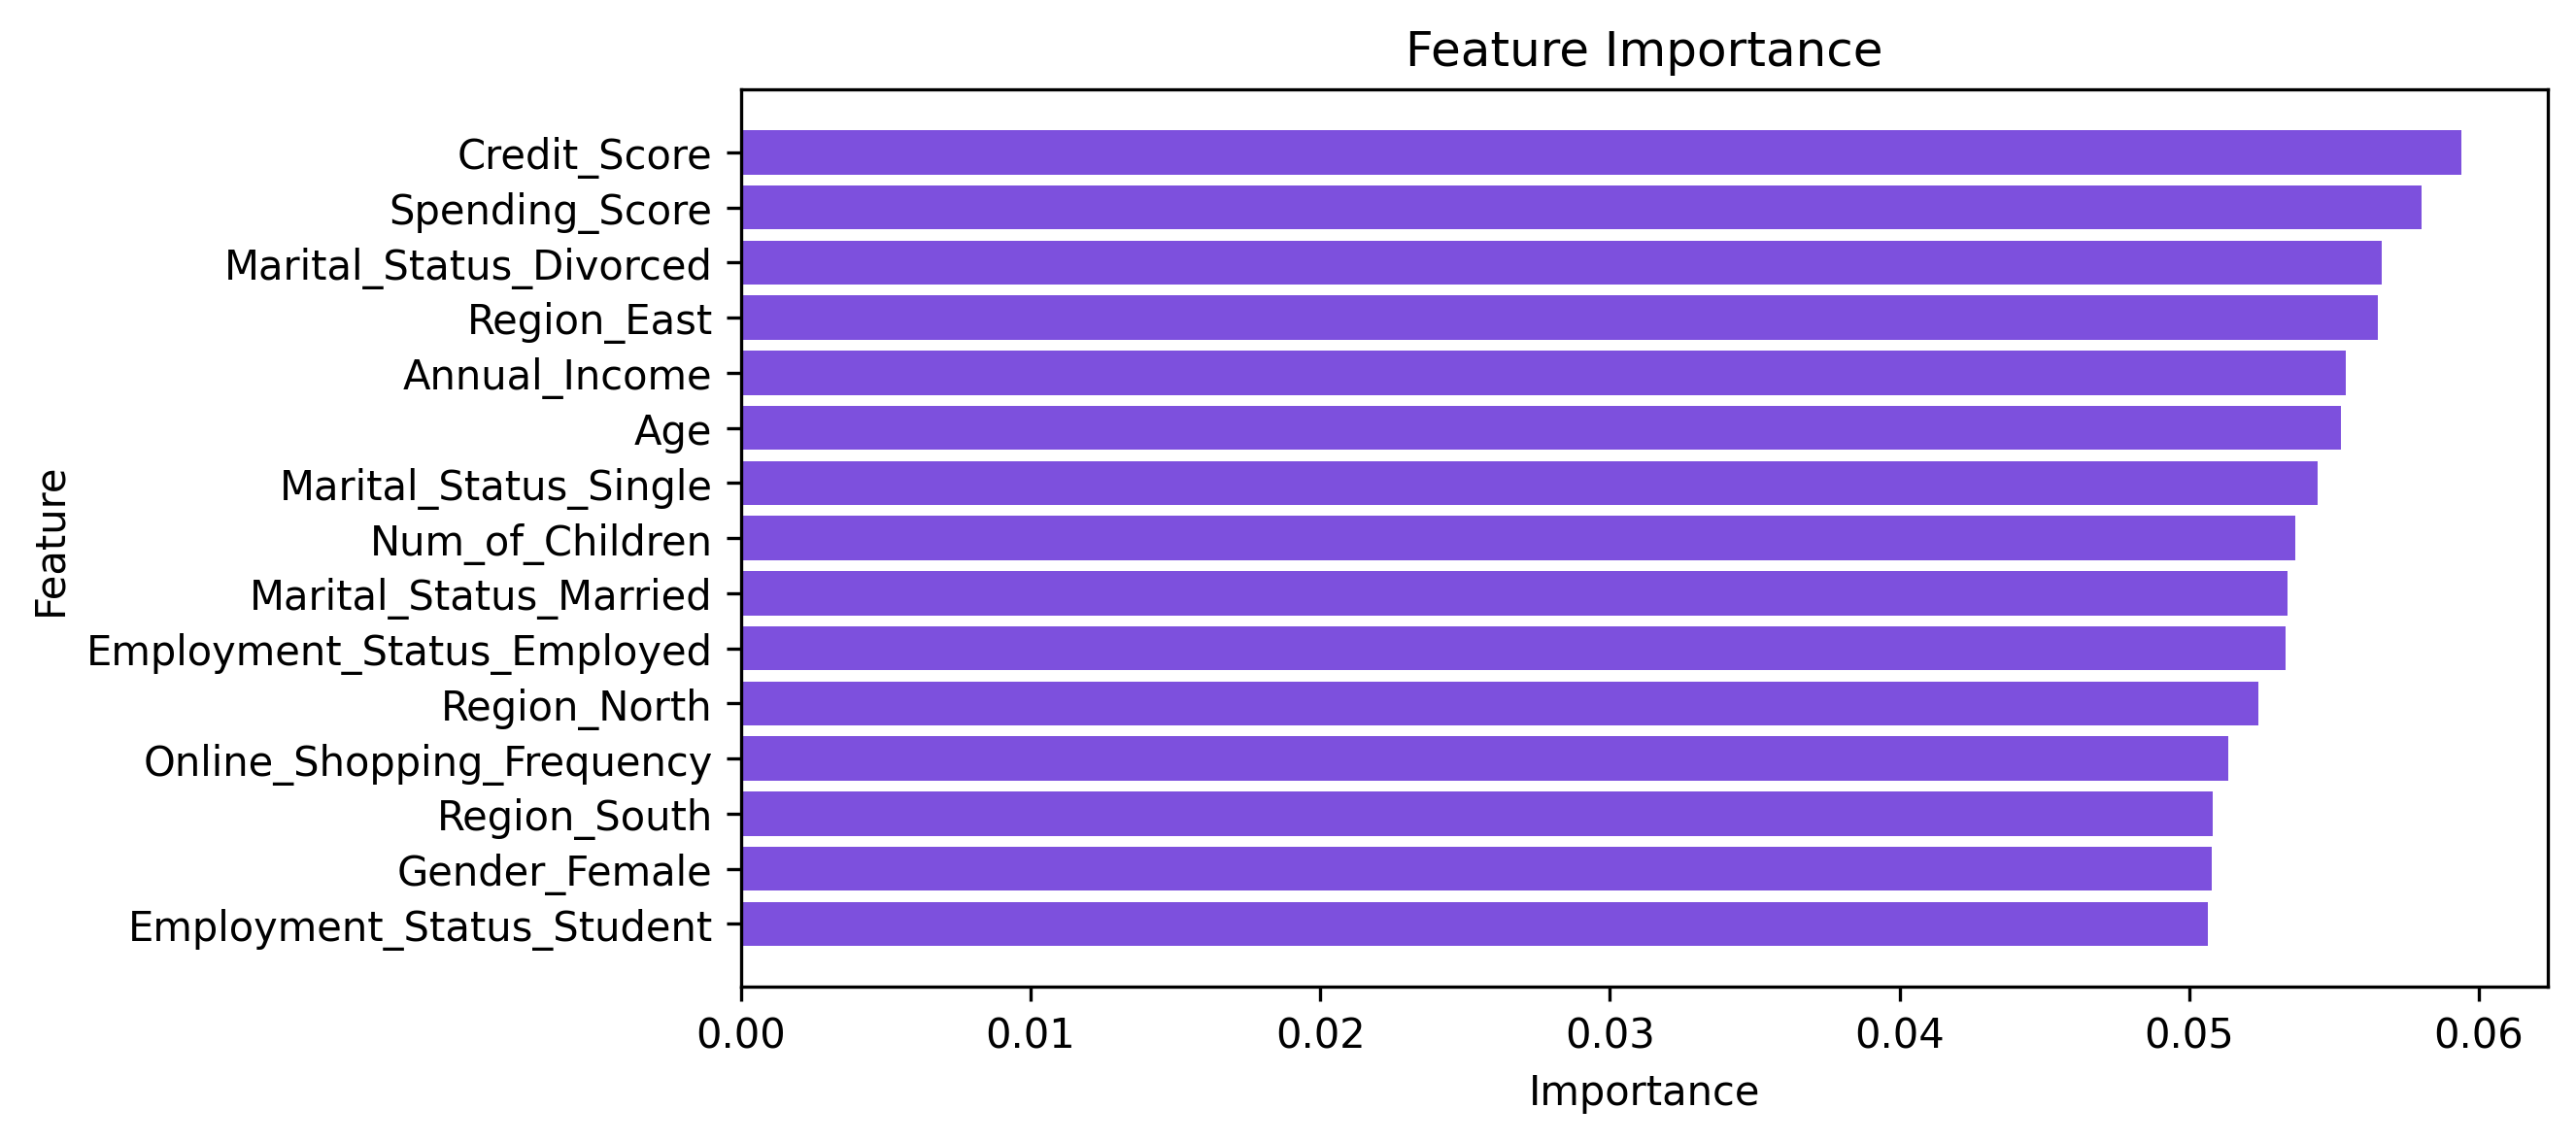 Feature Importance
Feature
Credit_Score
Spending_Score
Marital_Status_Divorced
Region_East
Annual_Income
Age
Marital_Status_Single
Num_of_Children
Marital_Status_Married
Employment_Status_Employed
Region_North
Online_Shopping_Frequency
Region_South
Gender_Female
Employment_Status_Student
0.00 0.01 0.02 0.03 0.04 0.05 0.06
Importance